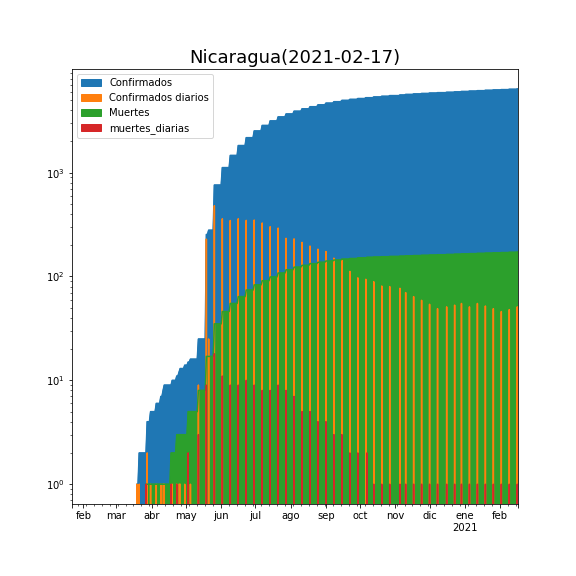 Nicaragua(2021-02-17)
Confirmados
Confirmados diarios
Muertes
muertes_diarias
10³
10²
10¹
10⁰
feb mar abr may jun jul ago sep oct nov dic ene feb
2021